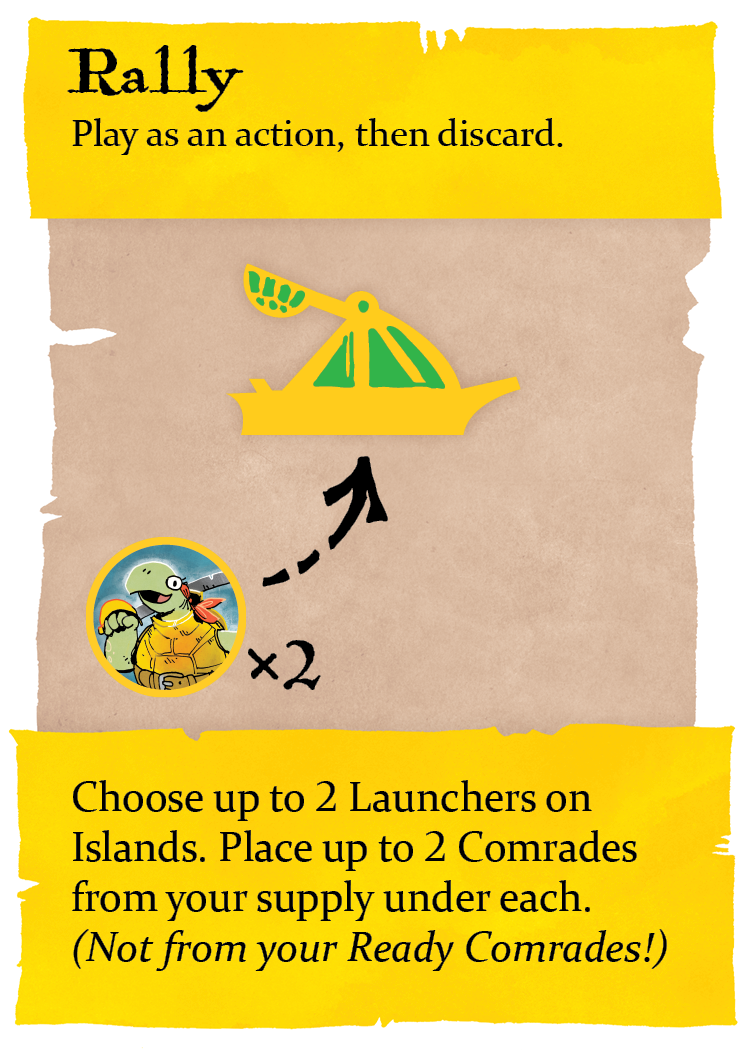 Rally
Play as an action, then discard.
×2
Choose up to 2 Launchers on
Islands. Place up to 2 Comrades
from your supply under each.
(Not from your Ready Comrades!)